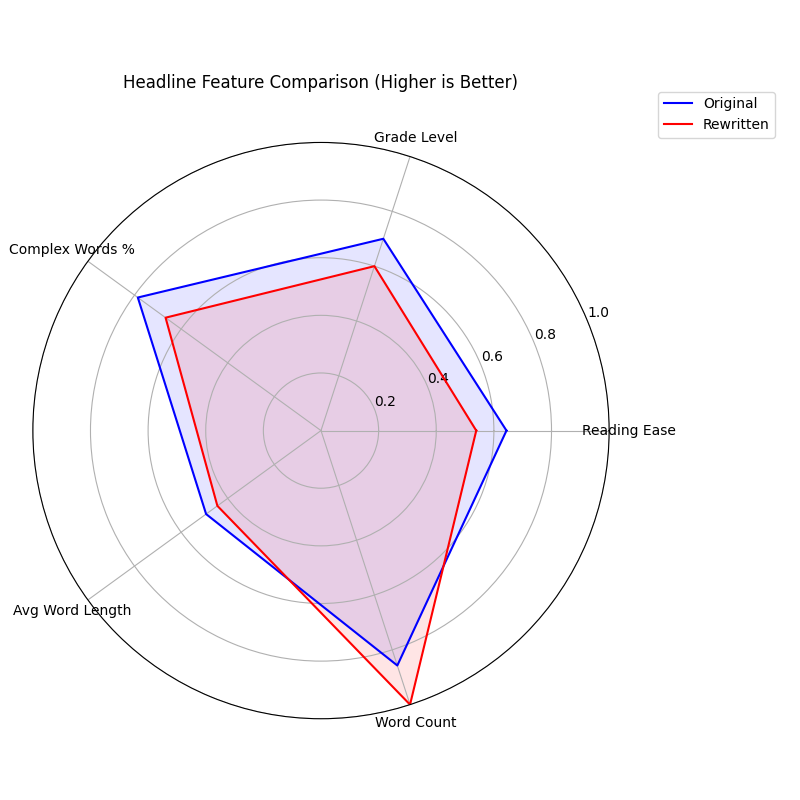 Headline Feature Comparison (Higher is Better)
Original
Rewritten
Grade Level
Complex Words %
1.0
0.8
0.6
0.4
0.2
Reading Ease
Avg Word Length
Word Count